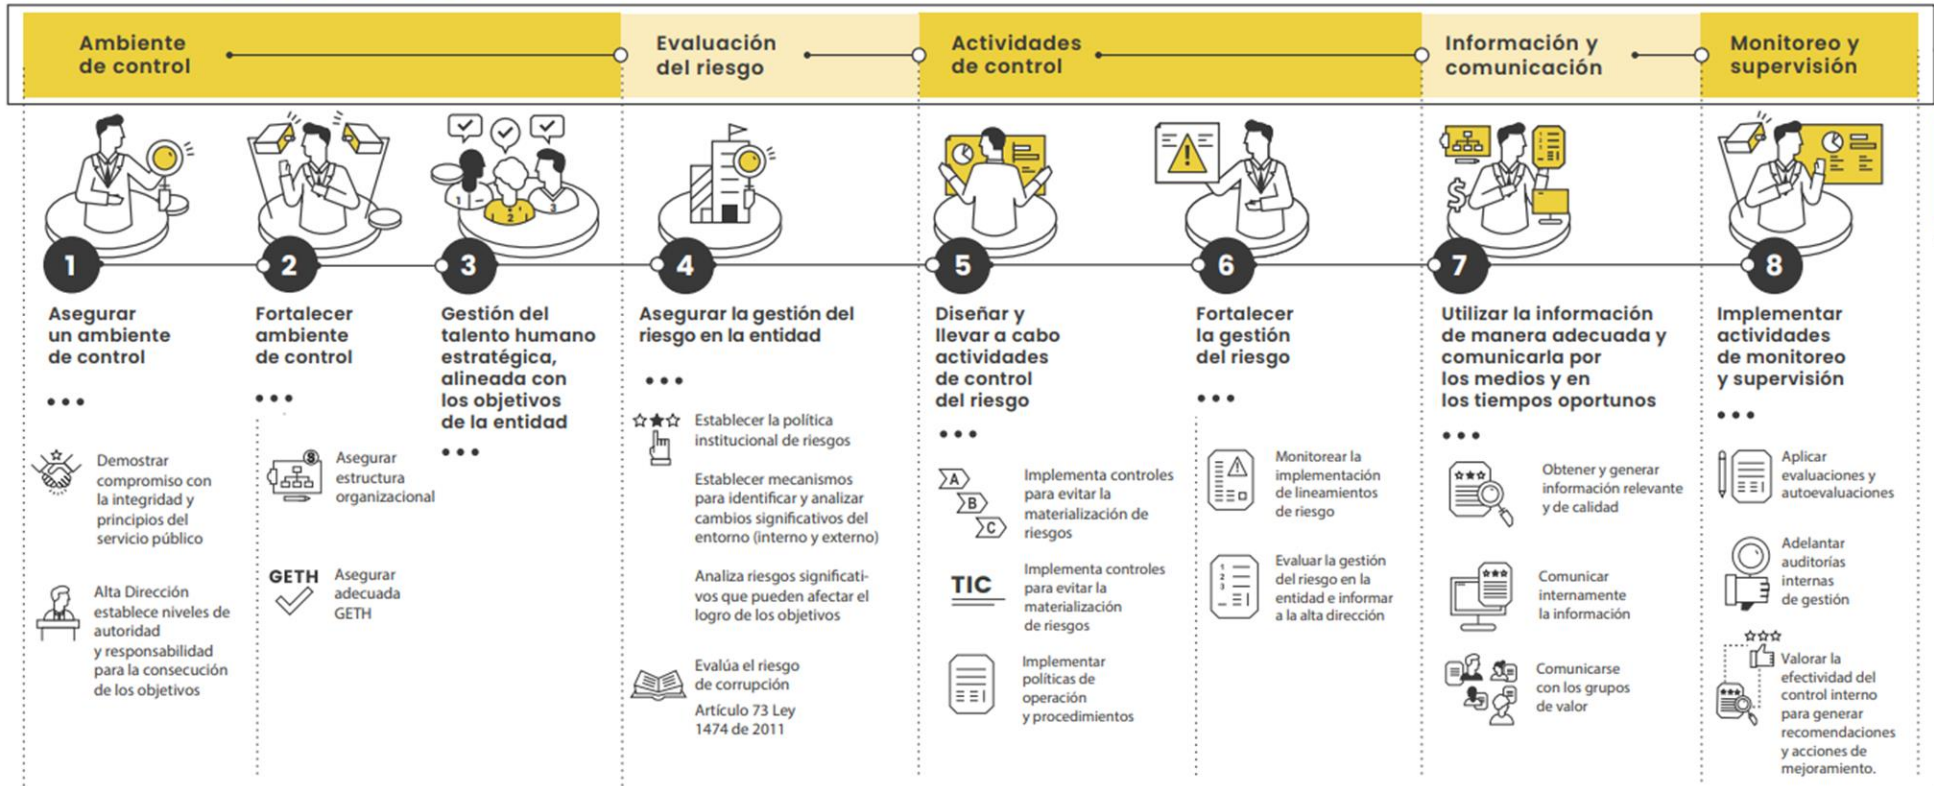 Ambiente
de control
Evaluación
del riesgo
Actividades
de control
Información y
comunicación
Monitoreo y
supervisión
1
2
3
4
5
6
7
8
Asegurar
un ambiente
de control
Demostrar
compromiso con
la integridad y
principios del
servicio público
Alta Dirección
establece niveles de
autoridad
y responsabilidad
para la consecución
de los objetivos
Fortalecer
ambiente
de control
Asegurar
estructura
organizacional
GETH
Asegurar
adecuada
GETH
1
2
3
Gestión del
talento humano
estratégica,
alineada con
los objetivos
de la entidad
Asegurar la gestión del
riesgo en la entidad
Establecer la política
institucional de riesgos
Establecer mecanismos
para identificar y analizar
cambios significativos del
entorno (interno y externo)
Analiza riesgos significati-
vos que pueden afectar el
logro de los objetivos
Evalúa el riesgo
de corrupción
Artículo 73 Ley
1474 de 2011
Diseñar y
llevar a cabo
actividades
de control
del riesgo
A
B
C
Implementa controles
para evitar la
materialización de
riesgos
TIC
Implementa controles
para evitar la
materialización
de riesgos
Implementar
políticas de
operación
y procedimientos
Fortalecer
la gestión
del riesgo
Monitorear la
implementación
de lineamientos
de riesgo
1
2
3
Evaluar la gestión
del riesgo en la
entidad e informar
a la alta dirección
$
Utilizar la información
de manera adecuada y
comunicarla por
los medios y en
los tiempos oportunos
Obtener y generar
información relevante
y de calidad
Comunicar
internamente
la información
Comunicarse
con los grupos
de valor
Implementar
actividades
de monitoreo
y supervisión
Aplicar
evaluaciones y
autoevaluaciones
Adelantar
auditorías
internas
de gestión
Valorar la
efectividad del
control interno
para generar
recomendaciones
y acciones de
mejoramiento.